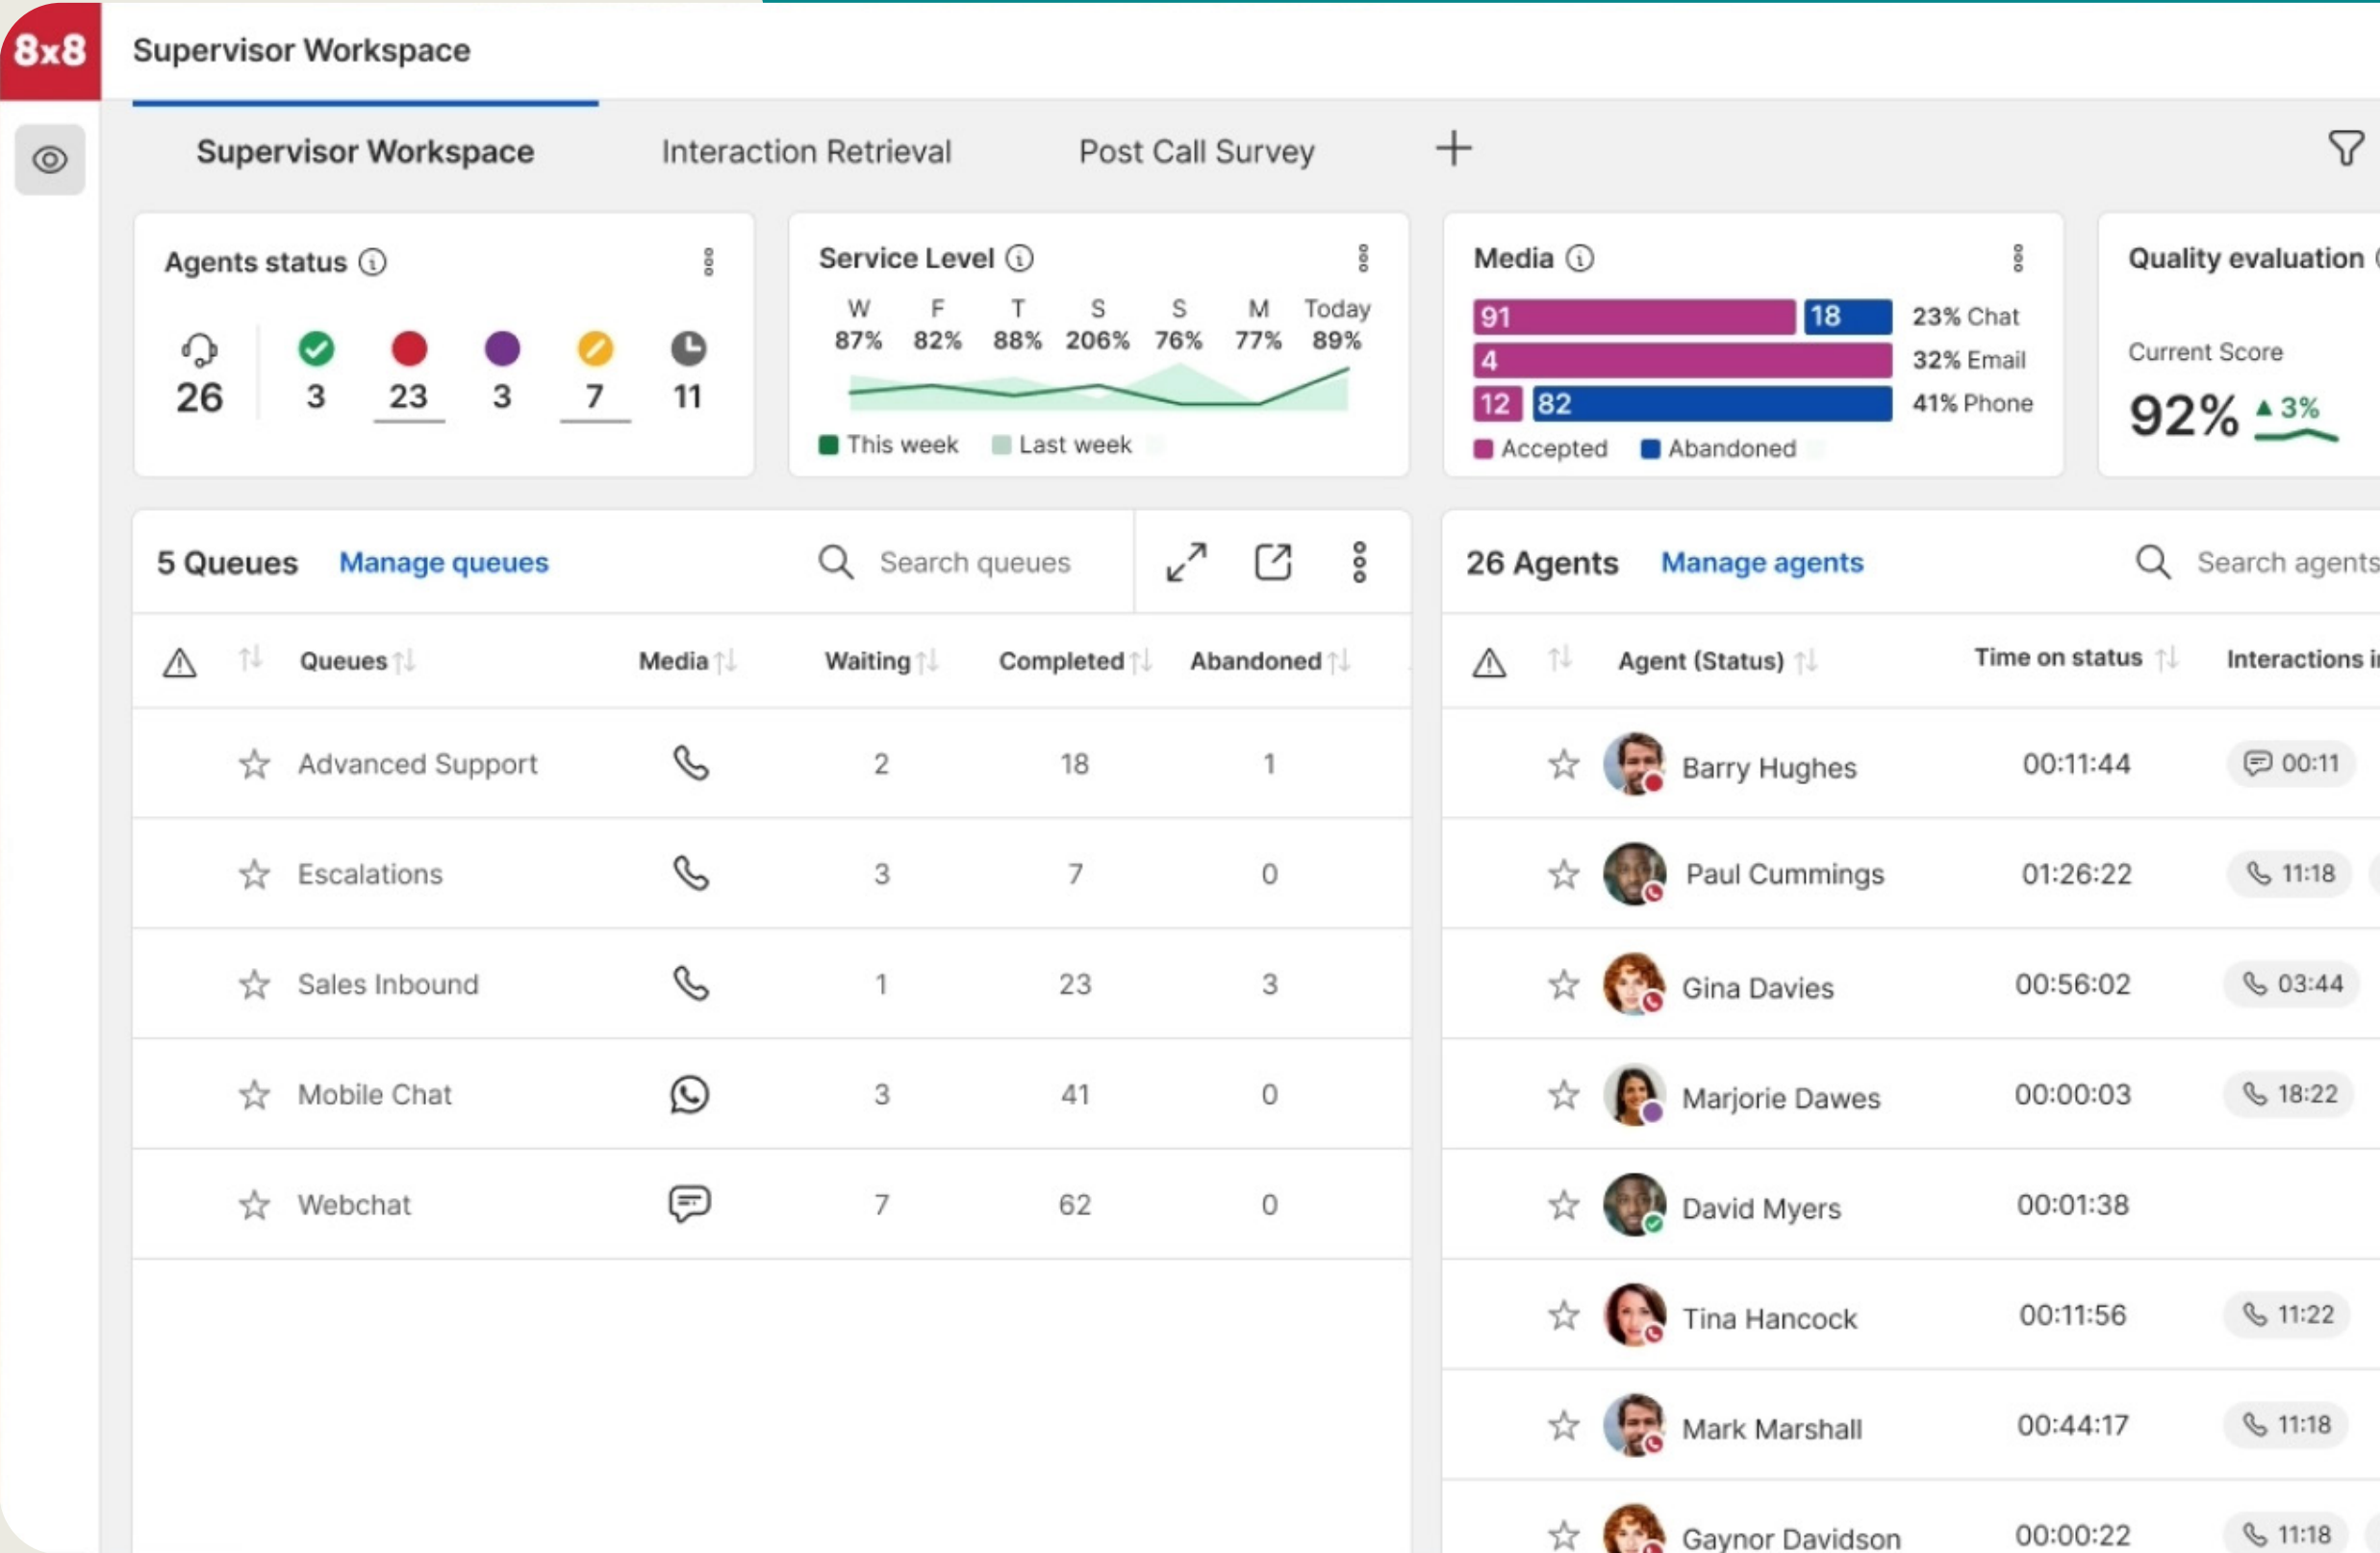 8x8 Supervisor Workspace
Supervisor Workspace Interaction Retrieval Post Call Survey
Agents status
26 3 23 3 7 11
Service Level
W F T S S M Today
87% 82% 88% 206% 76% 77% 89%
This week Last week
Media
91 18 23% Chat
4 32% Email
12 82 41% Phone
Accepted Abandoned
Quality evaluation
Current Score
92% 3%
5 Queues Manage queues Search queues
Queues Media Waiting Completed Abandoned
Advanced Support 2 18 1
Escalations 3 7 0
Sales Inbound 1 23 3
Mobile Chat 3 41 0
Webchat 7 62 0
26 Agents Manage agents Search agents
Agent (Status) Time on status Interactions
Barry Hughes 00:11:44 00:11
Paul Cummings 01:26:22 11:18
Gina Davies 00:56:02 03:44
Marjorie Dawes 00:00:03 18:22
David Myers 00:01:38
Tina Hancock 00:11:56 11:22
Mark Marshall 00:44:17 11:18
Gaynor Davidson 00:00:22 11:18